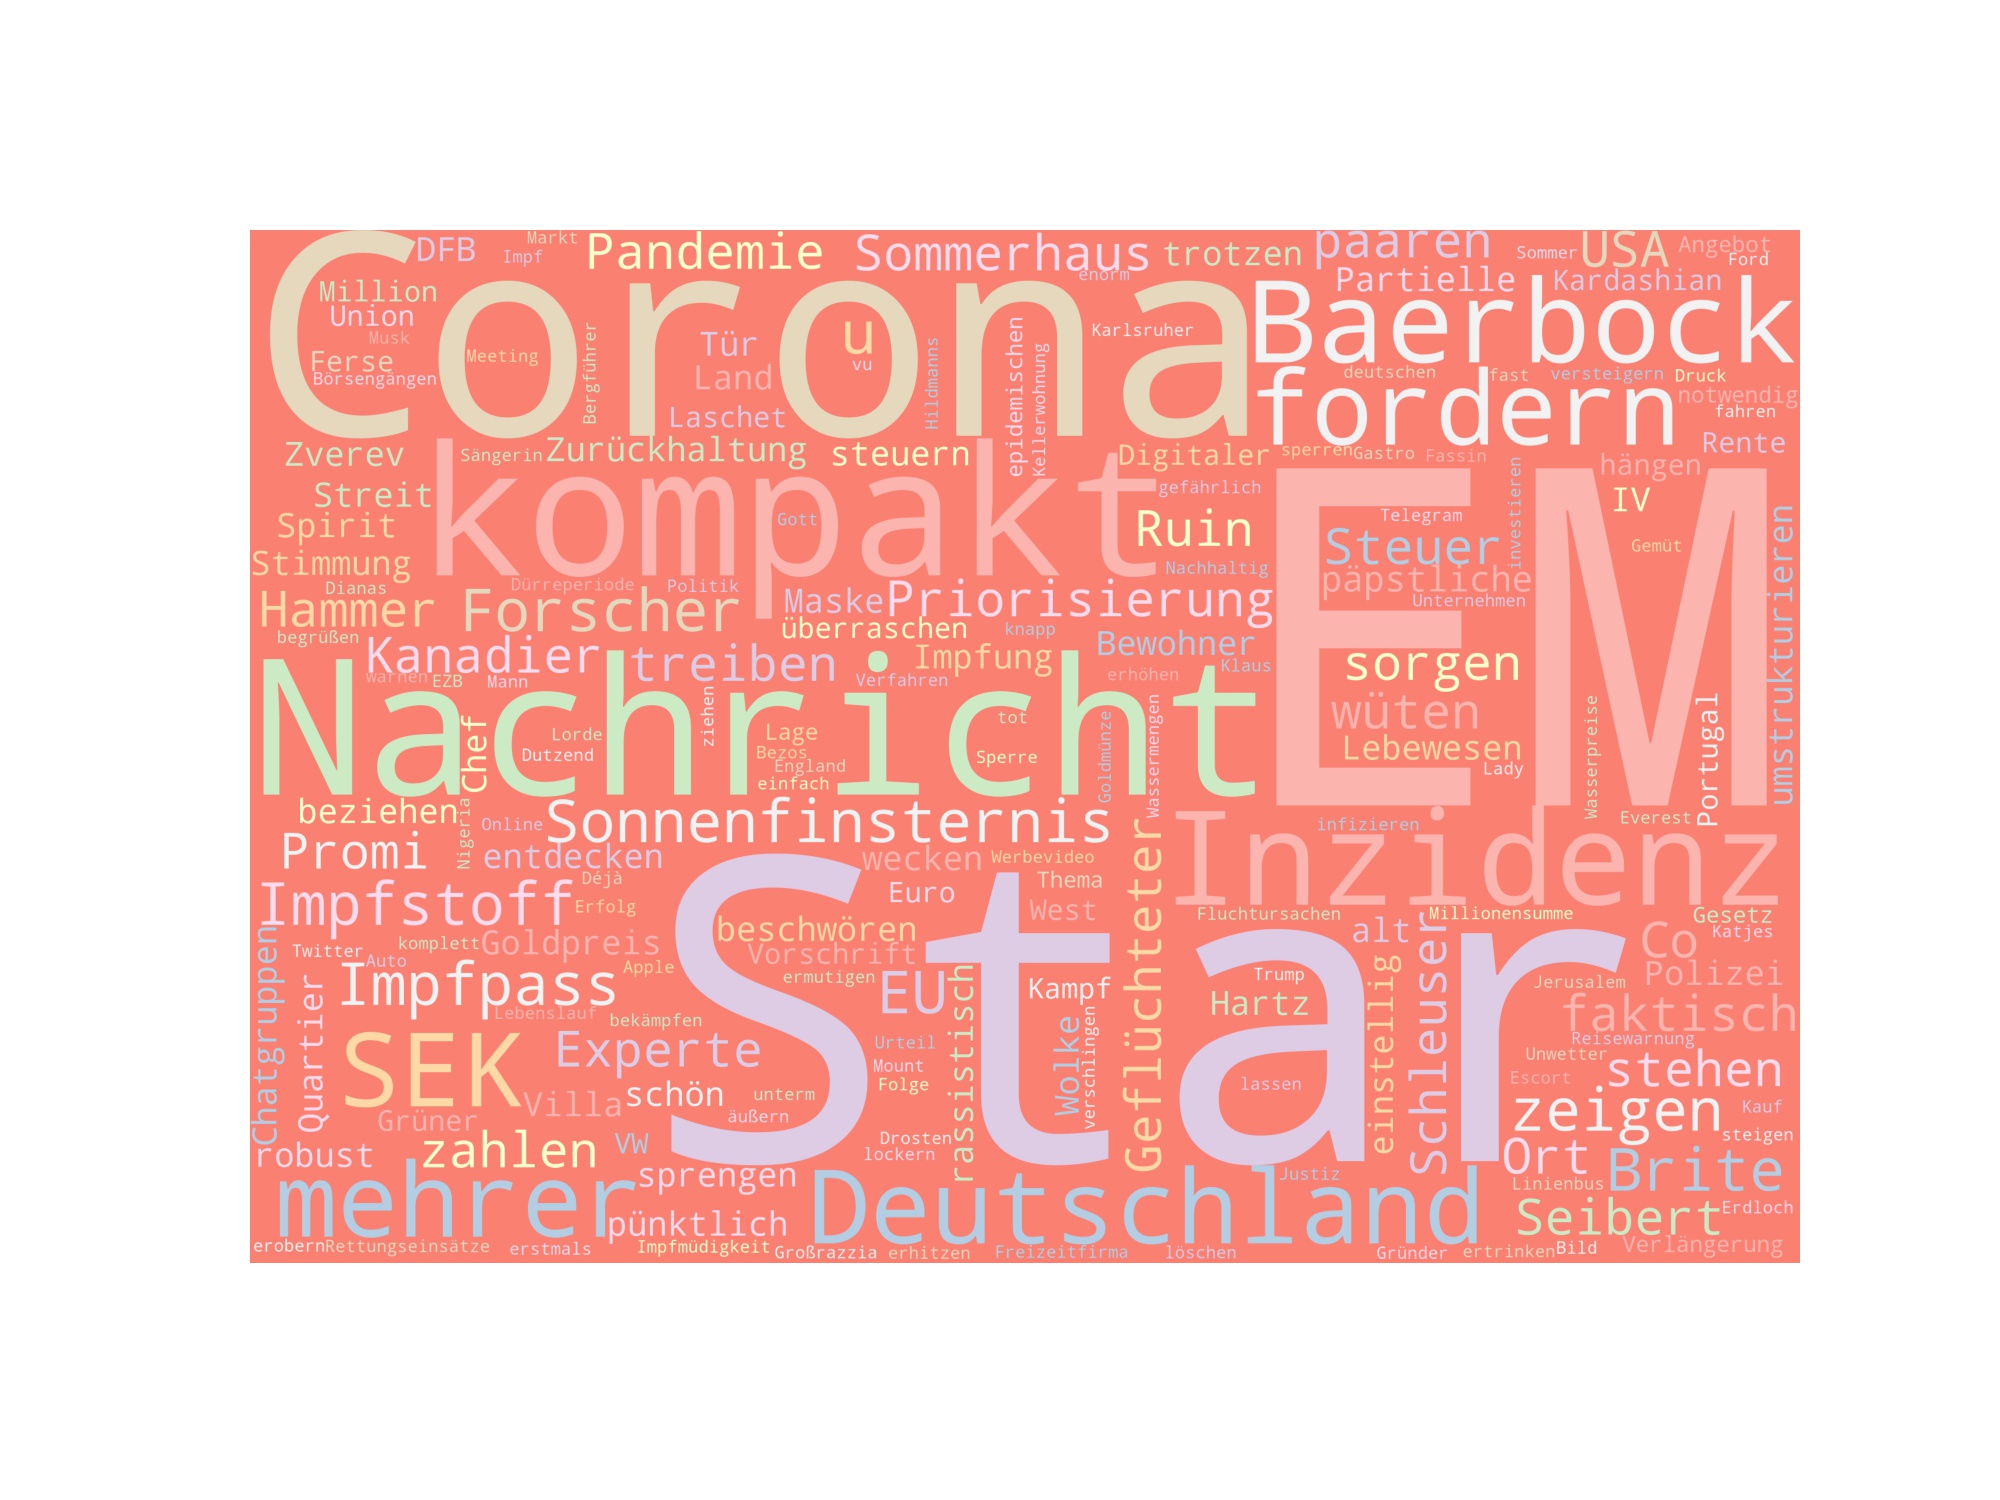 Corona
DFB
Markt
Impf
Pandemie
Sommerhaus
trotzen
enorm
paaren
Sommer
USA
Angebot
Ford
Partielle
Kardashian
Million
Union
Musk
Ferse
Börsengängen
Meeting
Bergführer
Tür
Land
Laschet
u
vu
Hildmanns
epidemischen
Kellerwohnung
Karlsruher
Baerbock
deutschen
fast
versteigern
Druck
notwendig
fahren
fordern
Rente
Zverev
Sängerin
Zurückhaltung
steuern
Digitaler
sperren
Gastro
Fassin
hängen
Streit
kompakt
gefährlich
EM
investieren
IV
Spirit
Gott
Ruin
Telegram
Steuer
Gemüt
umstrukturieren
Stimmung
Dianas
Dürreperiode
Politik
Nachhaltig
päpstliche
Unternehmen
Hammer
Forscher
Maske
Priorisierung
begrüßen
überraschen
knapp
Bewohner
Kanadier
treiben
Impfung
Klaus
sorgen
warnen
EZB
Mann
Verfahren
erhöhen
Nachricht
ziehen
wüten
Wasserpreise
Portugal
Chef
Lorde
Dutzend
Lage
Bezos
England
einfach
tot
Sperre
Goldmünze
Wassermengen
Lebewesen
Lady
beziehen
Nigeria
Online
Sonnenfinsternis
infizieren
Everest
Promi
entdecken
wecken
Werbevideo
Inzidenz
Déjà
Thema
Impfstoff
Erfolg
Star
Euro
West
Geflüchteter
Fluchtursachen
Millionensumme
Gesetz
Katjes
beschwören
alt
Schleuser
Co
Chatgruppen
Twitter
Auto
komplett
Goldpreis
Vorschrift
Apple
ermutigen
Quartier
Impfpass
EU
rassistisch
Kampf
Trump
einstellig
Jerusalem
Polizei
Lebenslauf
bekämpfen
Hartz
faktisch
SEK
Experte
Urteil
Wolke
verschlingen
Reisewarnung
Unwetter
stehen
Mount
Folge
lassen
Escort
Villa
schön
unterm
äußern
zeigen
Kauf
Grüner
steigen
robust
zahlen
VW
Drosten
lockern
Ort
mehrer
sprengen
Deutschland
Justiz
Linienbus
Brite
pünktlich
Seibert
Erdloch
erobern
Rettungseinsätze
erstmals
Impfmüdigkeit
Großrazzia
erhitzen
Freizeitfirma
löschen
Gründer
ertrinken
Bild
Verlängerung